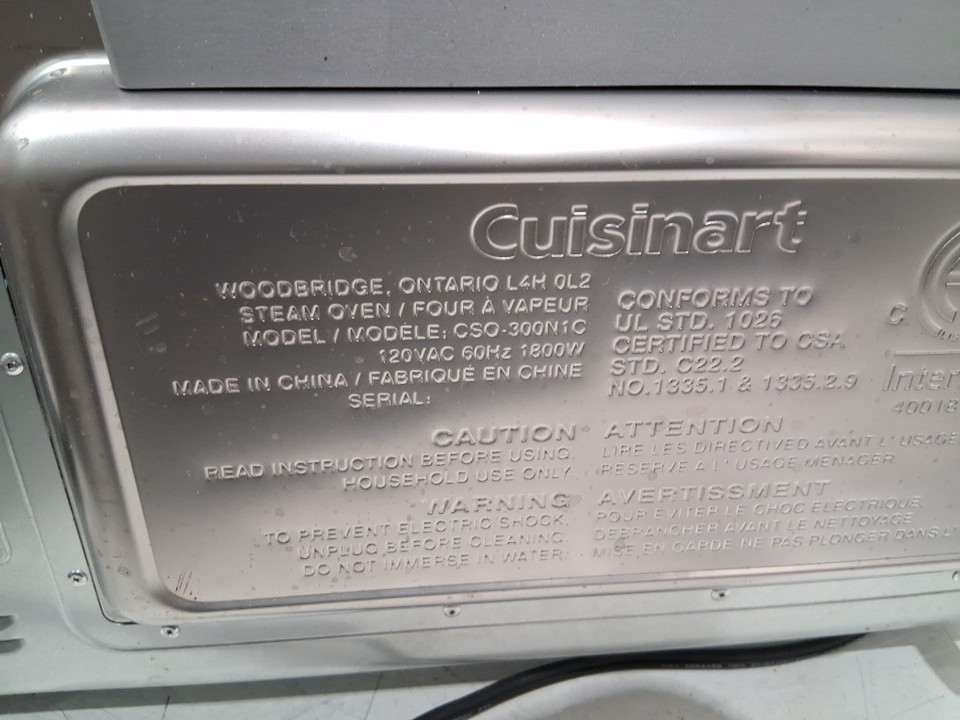 Cuisinart
WOODBRIDGE, ONTARIO L4H 0L2
STEAM OVEN / FOUR À VAPEUR
MODEL / MODÈLE: CSO-300N1C
120VAC 60Hz 1800W
MADE IN CHINA / FABRIQUÉ EN CHINE
SERIAL:
CONFORMS TO
UL STD. 1026
CERTIFIED TO CSA
STD. C22.2
NO.1335.1 & 1335.2.9
C
Inter
40018
CAUTION
READ INSTRUCTION BEFORE USING.
HOUSEHOLD USE ONLY
WARNING
TO PREVENT ELECTRIC SHOCK,
UNPLUG BEFORE CLEANING.
DO NOT IMMERSE IN WATER.
ATTENTION
LIRE LES DIRECTIVED AVANT L'USAGE
RESERVE A L'USAGE MENAGER
AVERTISSMENT
POUR EVITER LE CHOC ELECTRIQUE,
DEBRANCHER AVANT LE NETTOYAGE
MISE EN GARDE NE PAS PLONGER DANS L'